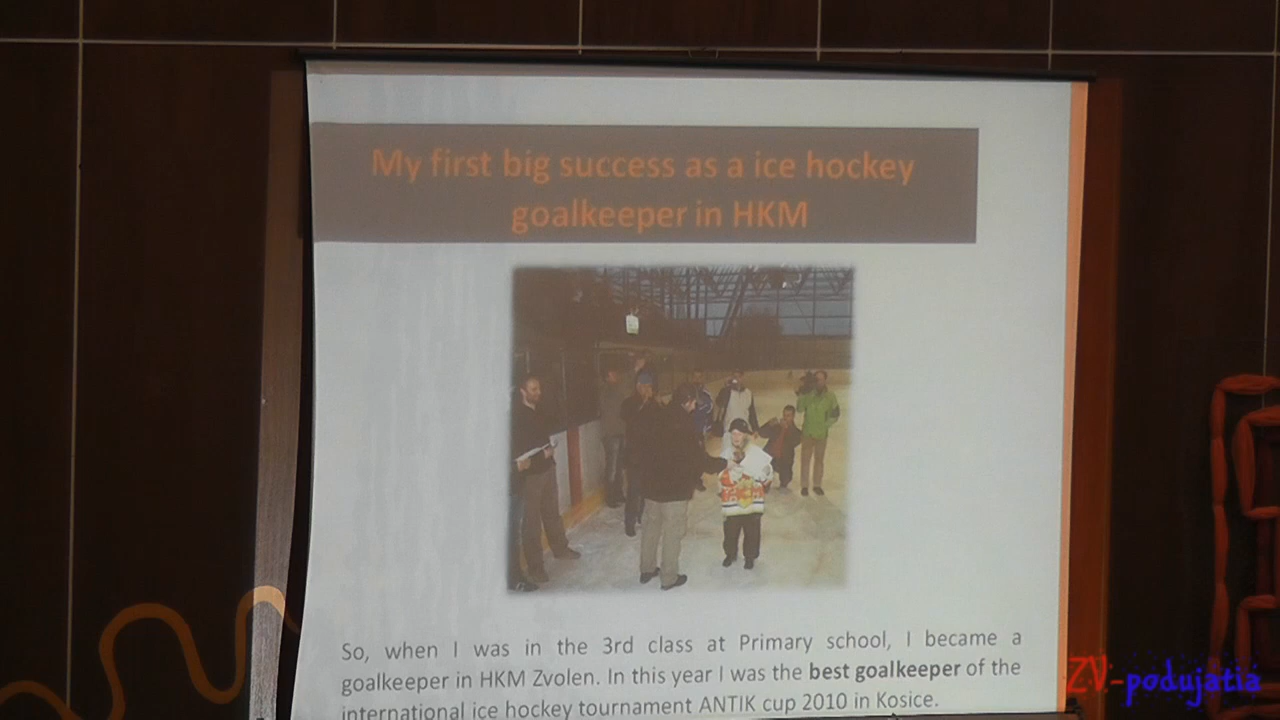 My first big success as a ice hockey
goalkeeper in HKM
So, when I was in the 3rd class at Primary school, I became a
goalkeeper in HKM Zvolen. In this year I was the best goalkeeper of the
international ice hockey tournament ANTIK cup 2010 in Kosice.
ZV-podujatia